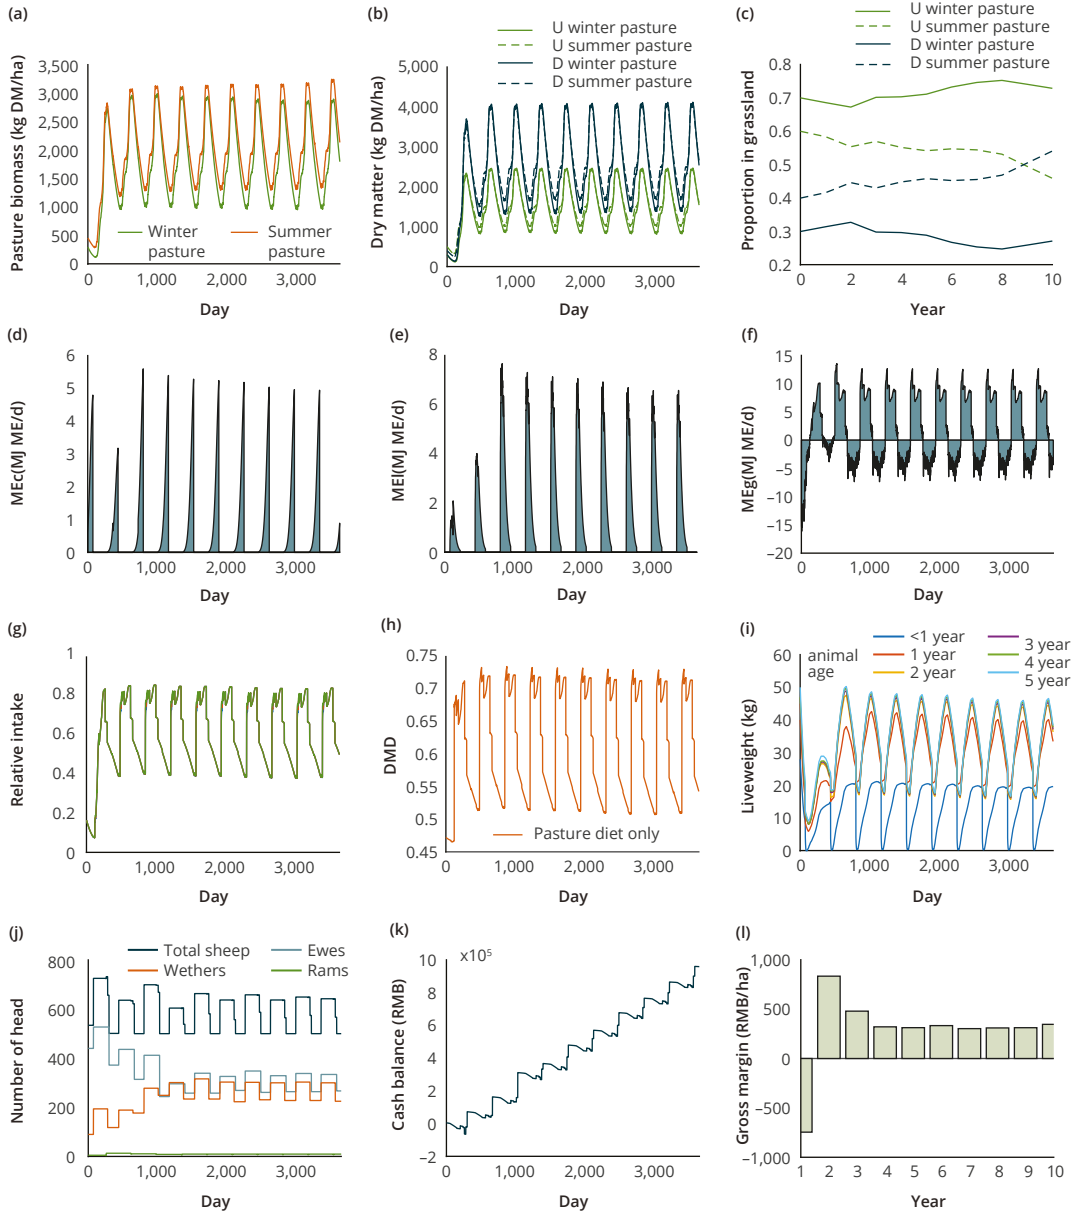 (a)
Pasture biomass (kg DM/ha)
3,500
3,000
2,500
2,000
1,500
1,000
500
0
Winter pasture
Summer pasture
0 1,000 2,000 3,000
Day
(b)
U winter pasture
U summer pasture
D winter pasture
D summer pasture
Dry matter (kg DM/ha)
5,000
4,000
3,000
2,000
1,000
0
0 1,000 2,000 3,000
Day
(c)
U winter pasture
U summer pasture
D winter pasture
D summer pasture
Proportion in grassland
0.8
0.7
0.6
0.5
0.4
0.3
0.2
0 2 4 6 8 10
Year
(d)
MEc(MJ ME/d)
6
5
4
3
2
1
0
0 1,000 2,000 3,000
Day
(e)
MEl(MJ ME/d)
8
6
4
2
0
0 1,000 2,000 3,000
Day
(f)
MEg(MJ ME/d)
15
10
5
0
−5
−10
−15
−20
0 1,000 2,000 3,000
Day
(g)
Relative intake
1
0.8
0.6
0.4
0.2
0
0 1,000 2,000 3,000
Day
(h)
DMD
0.75
0.7
0.65
0.6
0.55
0.5
0.45
Pasture diet only
0 1,000 2,000 3,000
Day
(i)
animal age
<1 year
1 year
2 year
3 year
4 year
5 year
Liveweight (kg)
60
50
40
30
20
10
0
0 1,000 2,000 3,000
Day
(j)
Total sheep
Wethers
Ewes
Rams
Number of head
800
600
400
200
0
0 1,000 2,000 3,000
Day
(k)
x10⁵
Cash balance (RMB)
10
8
6
4
2
0
−2
0 1,000 2,000 3,000
Day
(l)
Gross margin (RMB/ha)
1,000
500
0
−500
−1,000
1 2 3 4 5 6 7 8 9 10
Year